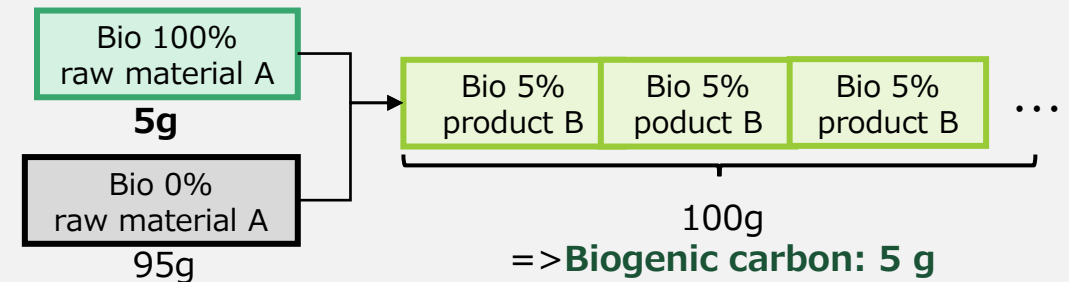 Bio 100%
raw material A
5g
Bio 0%
raw material A
95g
Bio 5%
product B
Bio 5%
poduct B
Bio 5%
product B
...
100g
=>Biogenic carbon: 5 g